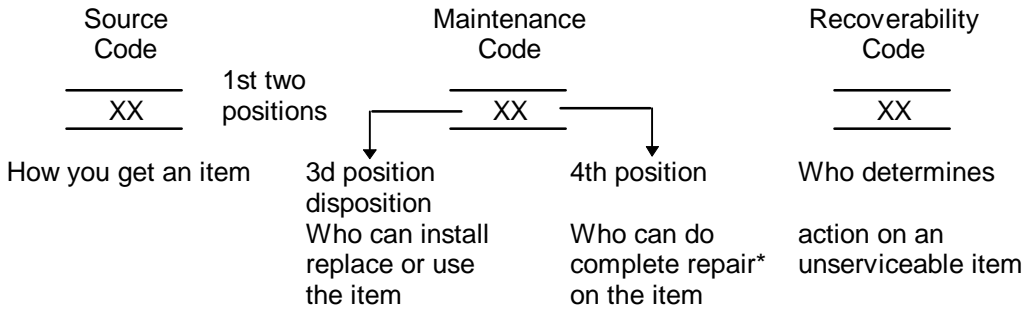 Source
Code
XX
1st two
positions
How you get an item
Maintenance
Code
XX
3d position
disposition
Who can install
replace or use
the item
4th position
Who can do
complete repair*
on the item
Recoverability
Code
XX
Who determines
action on an
unserviceable item